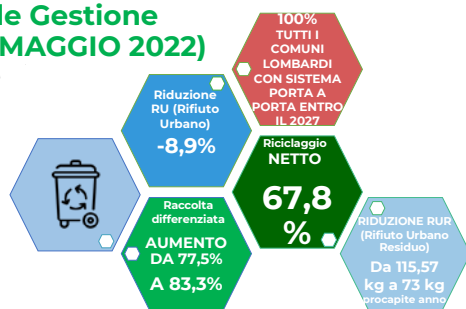 le Gestione
MAGGIO 2022)
100%
TUTTI I
COMUNI
LOMBARDI
CON SISTEMA
PORTA A
PORTA ENTRO
IL 2027
Riduzione
RU (Rifiuto
Urbano)
-8,9%
Riciclaggio
NETTO
67,8
%
Raccolta
differenziata
AUMENTO
DA 77,5%
A 83,3%
RIDUZIONE RUR
(Rifiuto Urbano
Residuo)
Da 115,57
kg a 73 kg
procapite anno